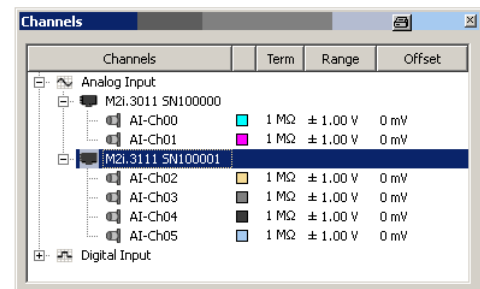 Channels
Channels Term Range Offset
Analog Input
M2i.3011 SN100000
AI-Ch00 1 MΩ ± 1.00 V 0 mV
AI-Ch01 1 MΩ ± 1.00 V 0 mV
M2i.3111 SN100001
AI-Ch02 1 MΩ ± 1.00 V 0 mV
AI-Ch03 1 MΩ ± 1.00 V 0 mV
AI-Ch04 1 MΩ ± 1.00 V 0 mV
AI-Ch05 1 MΩ ± 1.00 V 0 mV
Digital Input